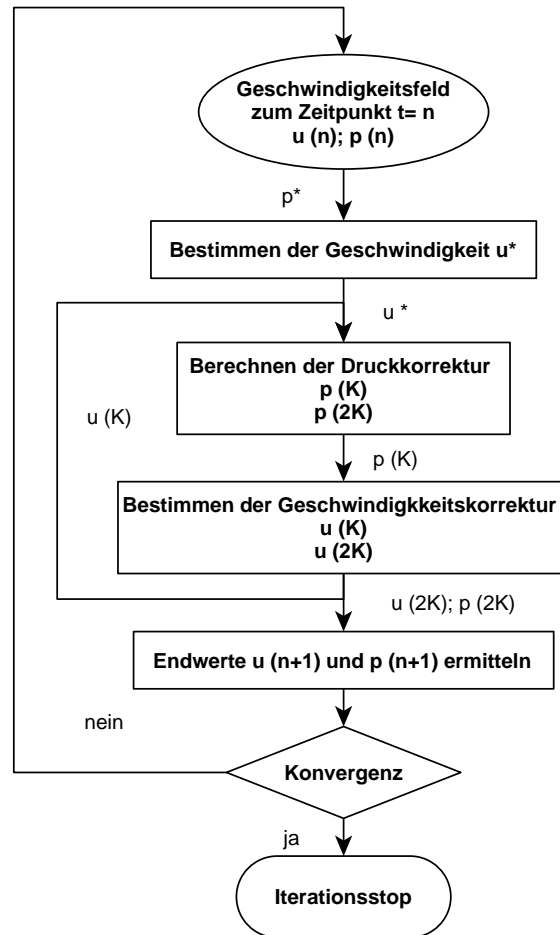 Geschwindigkeitsfeld
zum Zeitpunkt t= n
u (n); p (n)
p*
Bestimmen der Geschwindigkeit u*
u *
Berechnen der Druckkorrektur
p (K)
p (2K)
u (K)
p (K)
Bestimmen der Geschwindigkkeitskorrektur
u (K)
u (2K)
u (2K); p (2K)
Endwerte u (n+1) und p (n+1) ermitteln
nein
Konvergenz
ja
Iterationsstop